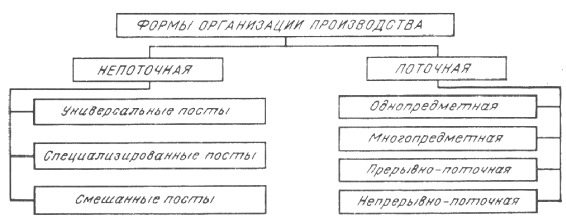 ФОРМЫ ОРГАНИЗАЦИИ ПРОИЗВОДСТВА
НЕПОТОЧНАЯ
Универсальные посты
Специализированные посты
Смешанные посты
ПОТОЧНАЯ
Однопредметная
Многопредметная
Прерывно-поточная
Непрерывно-поточная